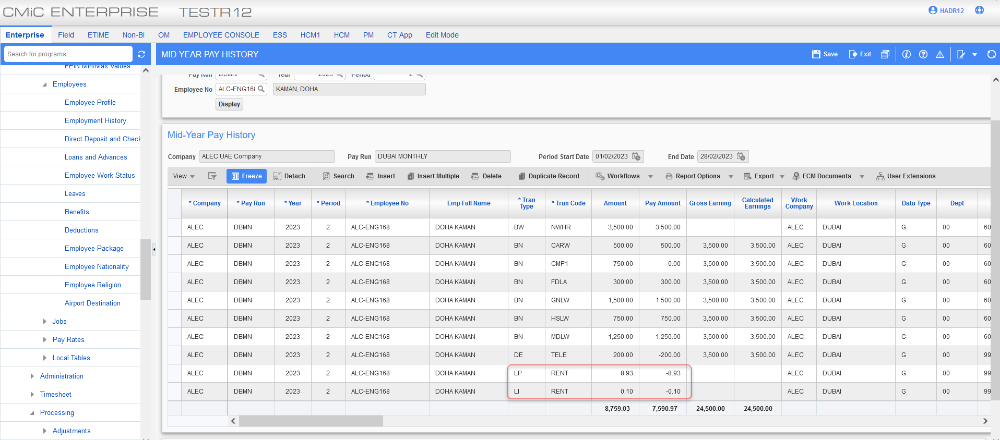 CMiC ENTERPRISE TESTR12
HADR12
Enterprise Field ETIME Non-BI OM EMPLOYEE CONSOLE ESS HCM1 HCM PM CT App Edit Mode
Search for programs...
MID YEAR PAY HISTORY
Save Exit
PEIN Min/Max Values
Employees
Employee Profile
Employment History
Direct Deposit and Check
Loans and Advances
Employee Work Status
Leaves
Benefits
Deductions
Employee Package
Employee Nationality
Employee Religion
Airport Destination
Jobs
Pay Rates
Local Tables
Administration
Timesheet
Processing
Adjustments
Pay Run DBMN Year 2023 Period 2
Employee No ALC-ENG168 KAMAN, DOHA
Display
Mid-Year Pay History
Company ALEC UAE Company Pay Run DUBAI MONTHLY Period Start Date 01/02/2023 End Date 28/02/2023
View Freeze Detach Search Insert Insert Multiple Delete Duplicate Record Workflows Report Options Export ECM Documents User Extensions
* Company * Pay Run * Year * Period * Employee No Emp Full Name * Tran Type * Tran Code Amount Pay Amount Gross Earning Calculated Earnings Work Company Work Location Data Type Dept
ALEC DBMN 2023 2 ALC-ENG168 DOHA KAMAN BW NWHR 3,500.00 3,500.00 ALEC DUBAI G 00 60
ALEC DBMN 2023 2 ALC-ENG168 DOHA KAMAN BN CARW 500.00 500.00 3,500.00 3,500.00 ALEC DUBAI G 00 60
ALEC DBMN 2023 2 ALC-ENG168 DOHA KAMAN BN CMP1 750.00 0.00 3,500.00 3,500.00 ALEC DUBAI G 00 60
ALEC DBMN 2023 2 ALC-ENG168 DOHA KAMAN BN FDLA 300.00 300.00 3,500.00 3,500.00 ALEC DUBAI G 00 60
ALEC DBMN 2023 2 ALC-ENG168 DOHA KAMAN BN GNLW 1,500.00 1,500.00 3,500.00 3,500.00 ALEC DUBAI G 00 60
ALEC DBMN 2023 2 ALC-ENG168 DOHA KAMAN BN HSLW 750.00 750.00 3,500.00 3,500.00 ALEC DUBAI G 00 60
ALEC DBMN 2023 2 ALC-ENG168 DOHA KAMAN BN MDLW 1,250.00 1,250.00 3,500.00 3,500.00 ALEC DUBAI G 00 60
ALEC DBMN 2023 2 ALC-ENG168 DOHA KAMAN DE TELE 200.00 -200.00 3,500.00 3,500.00 ALEC DUBAI G 00 99
ALEC DBMN 2023 2 ALC-ENG168 DOHA KAMAN LP RENT 8.93 -8.93 ALEC DUBAI G 00 99
ALEC DBMN 2023 2 ALC-ENG168 DOHA KAMAN LI RENT 0.10 -0.10 ALEC DUBAI G 00 99
8,759.03 7,590.97 24,500.00 24,500.00